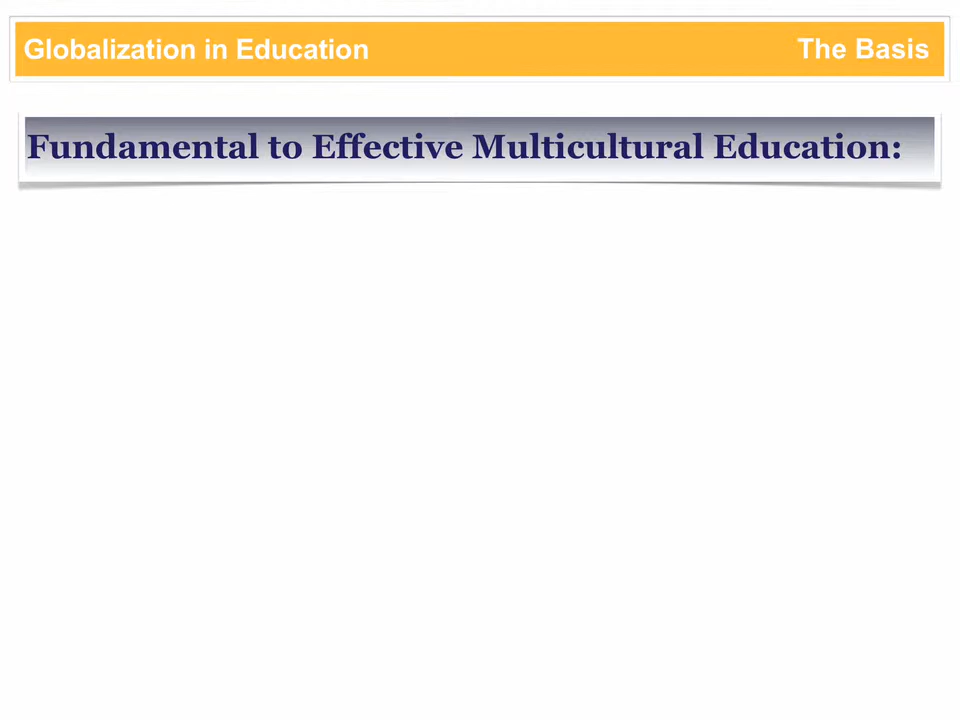 Globalization in Education The Basis
Fundamental to Effective Multicultural Education: